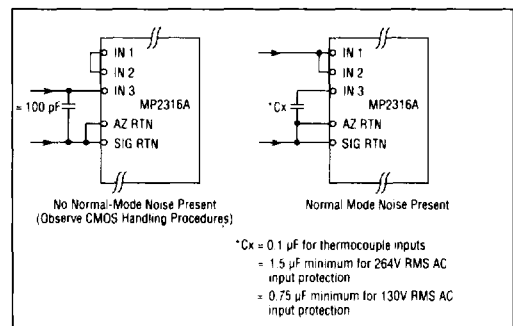 IN 1
IN 2
IN 3
MP2316A
≈ 100 pF
AZ RTN
SIG RTN
No Normal-Mode Noise Present
(Observe CMOS Handling Procedures)
IN 1
IN 2
IN 3
MP2316A
*Cx
AZ RTN
SIG RTN
Normal Mode Noise Present
*Cx = 0.1 µF for thermocouple inputs
= 1.5 µF minimum for 264V RMS AC
input protection
= 0.75 µF minimum for 130V RMS AC
input protection